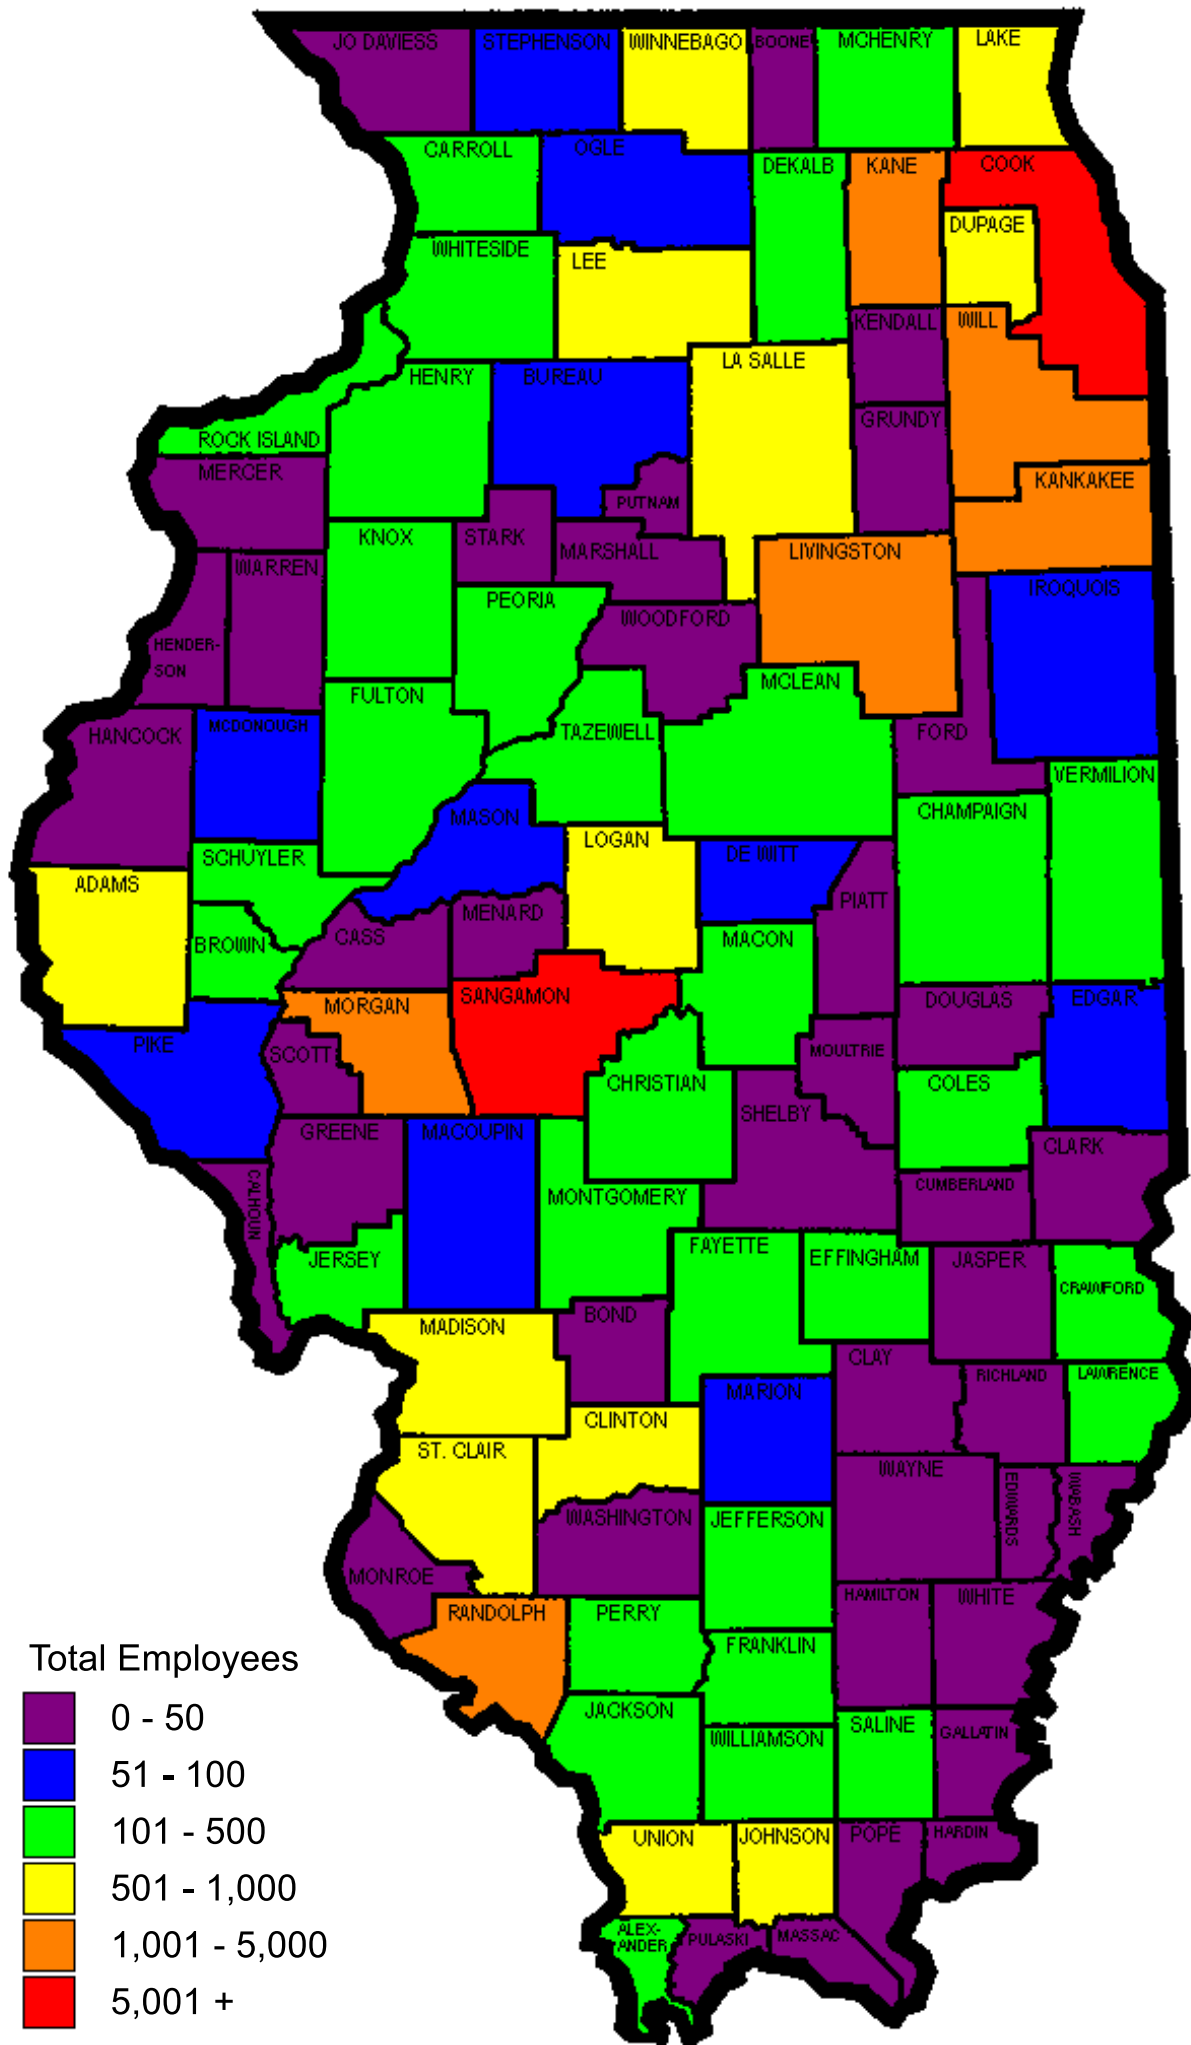 JO DAVIESS
STEPHENSON
WINNEBAGO
BOONE
MCHENRY
LAKE
CARROLL
OGLE
DEKALB
KANE
COOK
DUPAGE
WHITESIDE
LEE
KENDALL
WILL
HENRY
BUREAU
LA SALLE
GRUNDY
ROCK ISLAND
MERCER
PUTNAM
KANKAKEE
KNOX
STARK
MARSHALL
LIVINGSTON
WARREN
PEORIA
WOODFORD
IROQUOIS
HENDER-
SON
FULTON
MCLEAN
HANCOCK
MCDONOUGH
TAZEWELL
FORD
VERMILION
MASON
LOGAN
CHAMPAIGN
SCHUYLER
DE WITT
ADAMS
PIATT
MENARD
CASS
BROWN
MACON
MORGAN
SANGAMON
DOUGLAS
EDGAR
PIKE
SCOTT
MOULTRIE
CHRISTIAN
COLES
SHELBY
GREENE
MACOUPIN
CLARK
CUMBERLAND
CALHOUN
MONTGOMERY
JERSEY
FAYETTE
EFFINGHAM
JASPER
CRAWFORD
MADISON
BOND
CLAY
RICHLAND
LAWRENCE
MARION
CLINTON
ST. CLAIR
WAYNE
EDWARDS
WABASH
WASHINGTON
JEFFERSON
MONROE
HAMILTON
WHITE
RANDOLPH
PERRY
FRANKLIN
JACKSON
WILLIAMSON
SALINE
GALLATIN
UNION
JOHNSON
POPE
HARDIN
ALEX-
ANDER
PULASKI
MASSAC
Total Employees
0 - 50
51 - 100
101 - 500
501 - 1,000
1,001 - 5,000
5,001 +